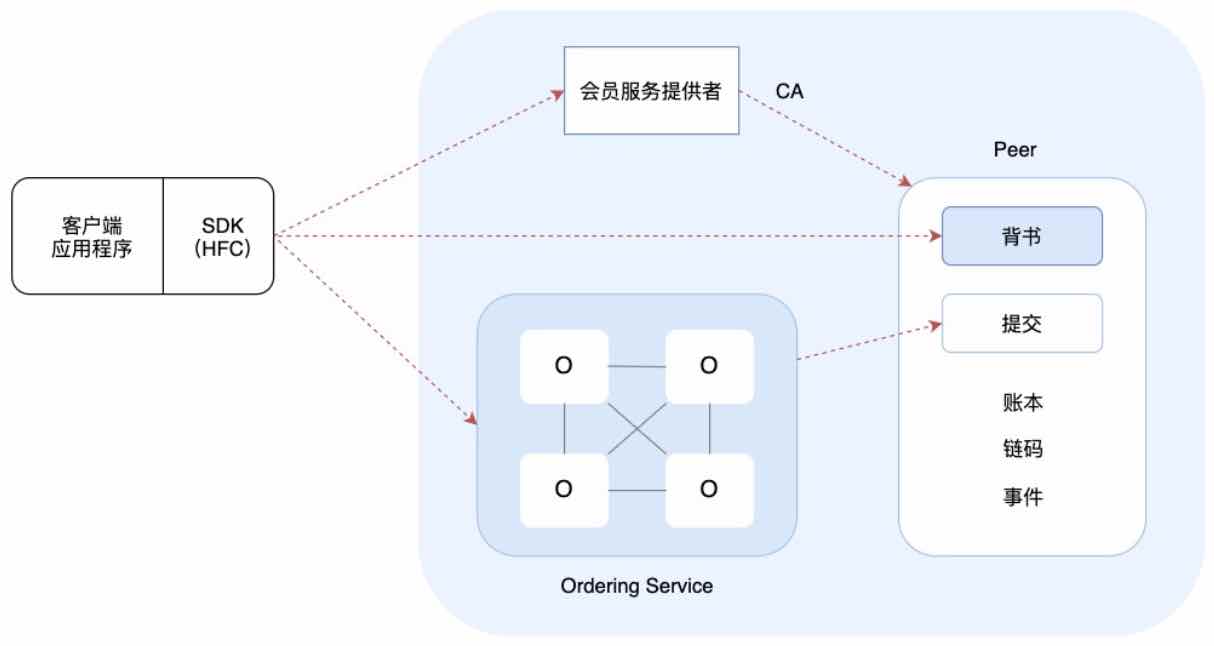 会员服务提供者
CA
Peer
客户端
应用程序
SDK
(HFC)
背书
提交
O
O
O
O
账本
链码
事件
Ordering Service